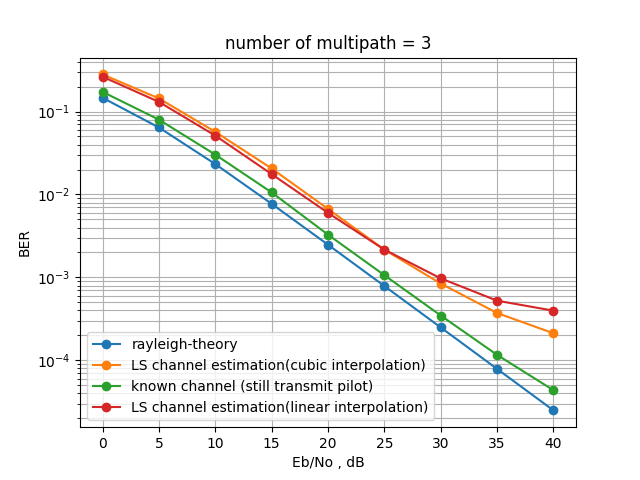 number of multipath = 3
10⁻¹
10⁻²
10⁻³
10⁻⁴
BER
rayleigh-theory
LS channel estimation(cubic interpolation)
known channel (still transmit pilot)
LS channel estimation(linear interpolation)
0 5 10 15 20 25 30 35 40
Eb/No , dB